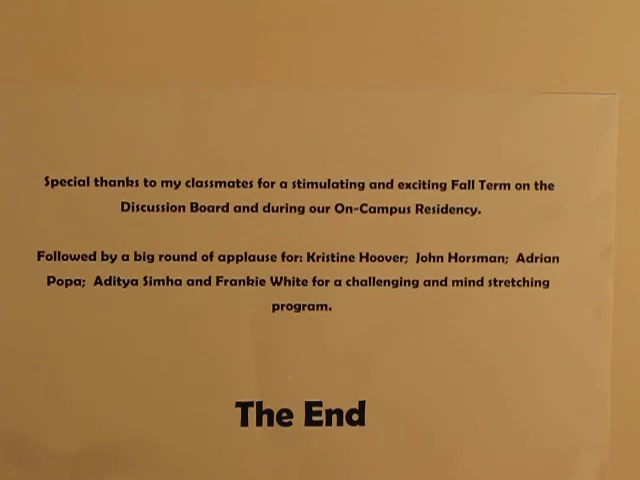 Special thanks to my classmates for a stimulating and exciting Fall Term on the
Discussion Board and during our On-Campus Residency.
Followed by a big round of applause for: Kristine Hoover;  John Horsman;  Adrian
Popa;  Aditya Simha and Frankie White for a challenging and mind stretching
program.
The End